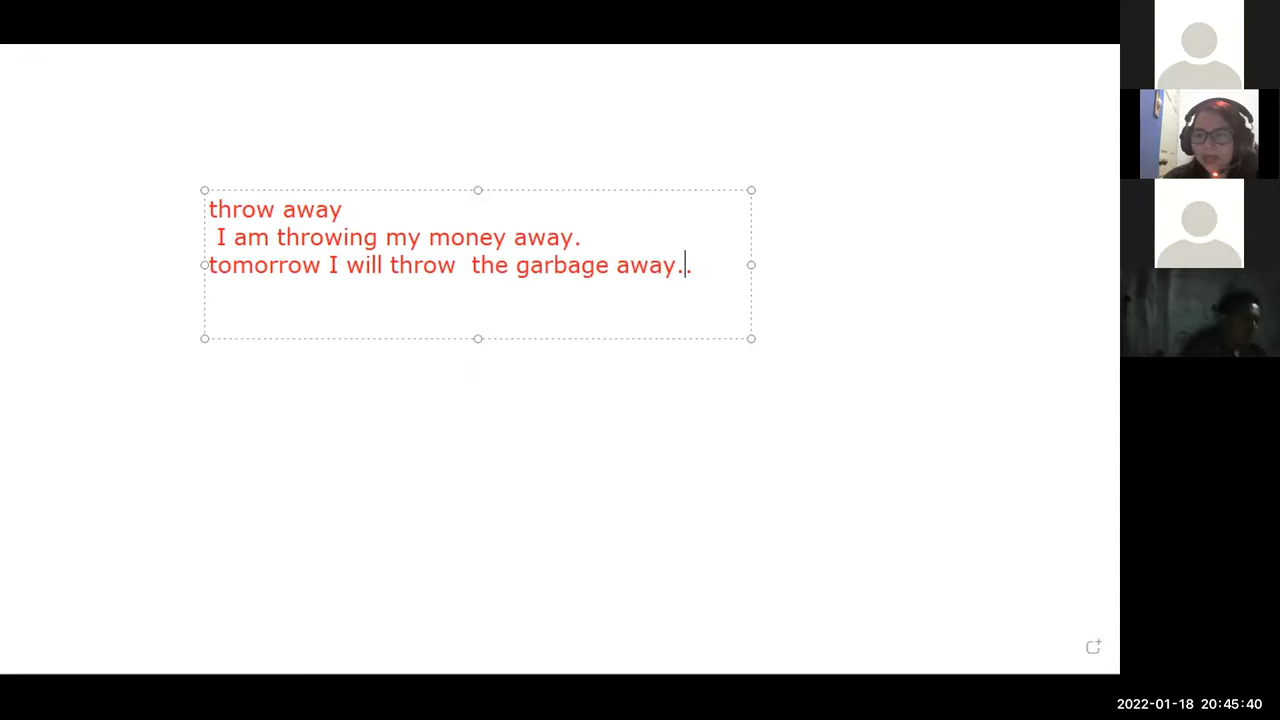 throw away
I am throwing my money away.
tomorrow I will throw  the garbage away..
2022-01-18 20:45:40